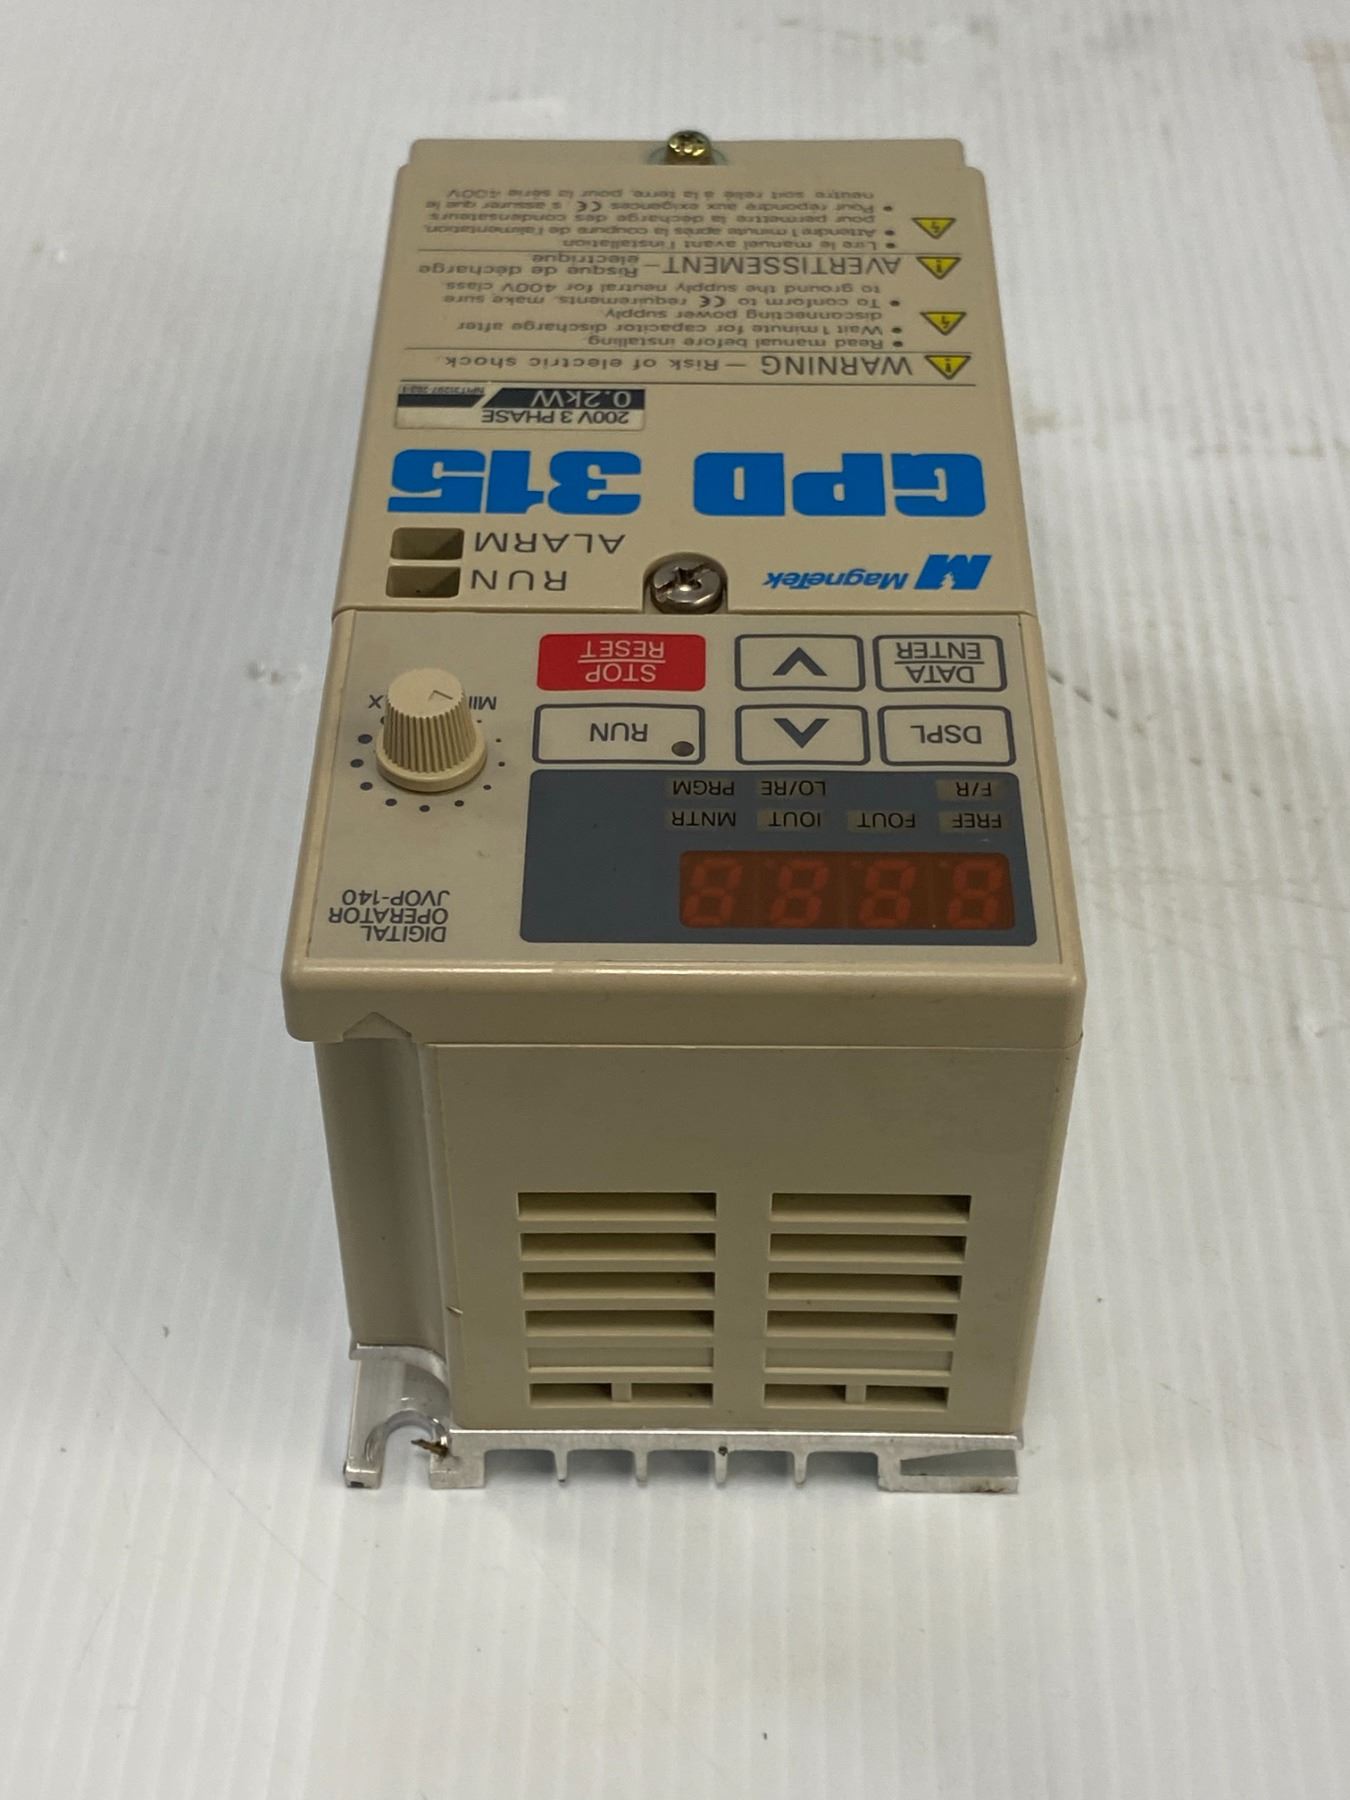 DIGITAL
OPERATOR
JVOP-140
FREF FOUT IOUT MNTR
F/R LO/RE PRGM
DSPL
RUN
DATA
ENTER
STOP
RESET
MIN
X
MagneTek
RUN
ALARM
GPD 315
200V 3 PHASE
0.2kW
WARNING – Risk of electric shock.
• Read manual before installing.
• Wait 1 minute for capacitor discharge after
disconnecting power supply.
• To conform to CE requirements, make sure
to ground the supply neutral for 400V class.
AVERTISSEMENT – Risque de décharge
électrique.
• Lire le manuel avant l'installation.
• Attendre 1 minute après la coupure de l'alimentation,
pour permettre la décharge des condensateurs.
• Pour répondre aux exigences CE s'assurer que le
neutre soit relié à la terre, pour la série 400V